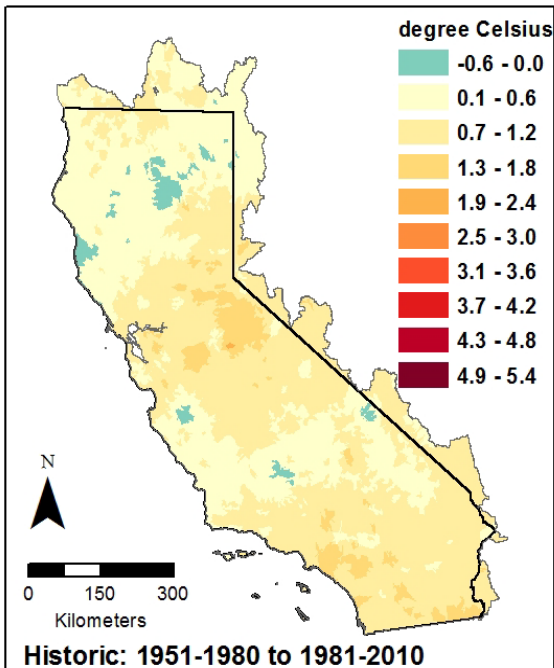 degree Celsius
-0.6 - 0.0
0.1 - 0.6
0.7 - 1.2
1.3 - 1.8
1.9 - 2.4
2.5 - 3.0
3.1 - 3.6
3.7 - 4.2
4.3 - 4.8
4.9 - 5.4
N
0 150 300
Kilometers
Historic: 1951-1980 to 1981-2010